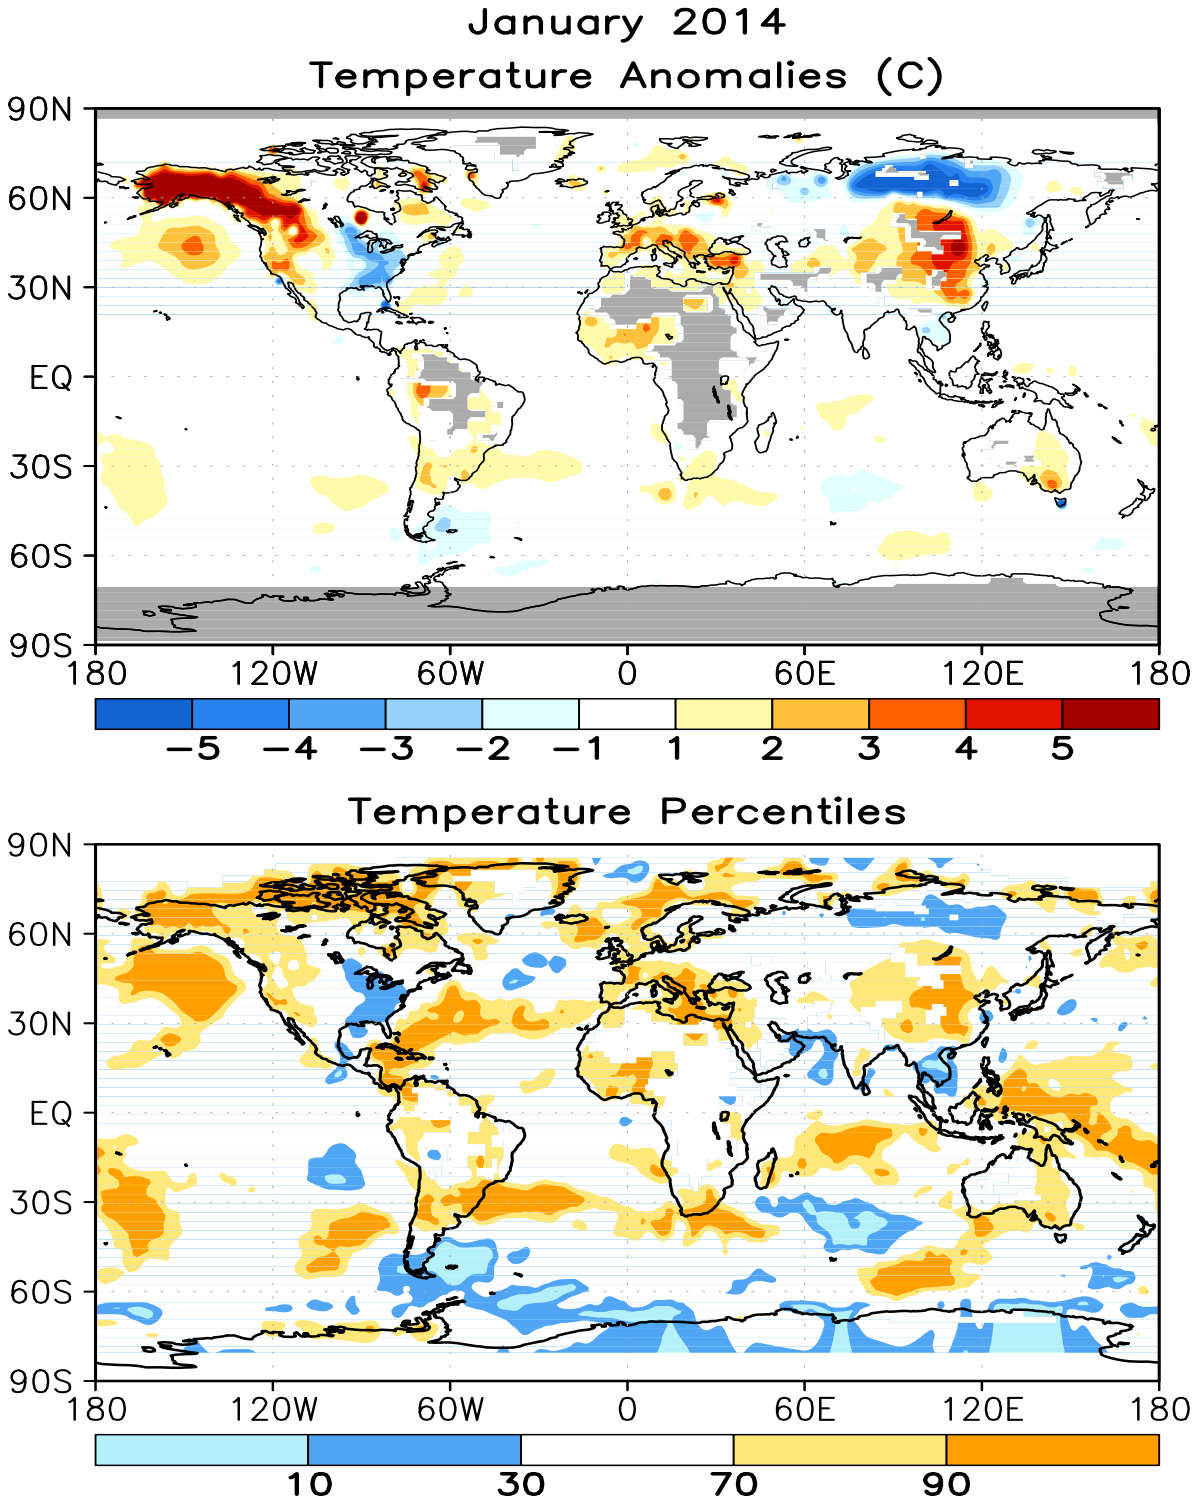 January 2014
Temperature Anomalies (C)
90N
60N
30N
EQ
30S
60S
90S
180 120W 60W 0 60E 120E 180
−5 −4 −3 −2 −1 1 2 3 4 5
Temperature Percentiles
90N
60N
30N
EQ
30S
60S
90S
180 120W 60W 0 60E 120E 180
10 30 70 90